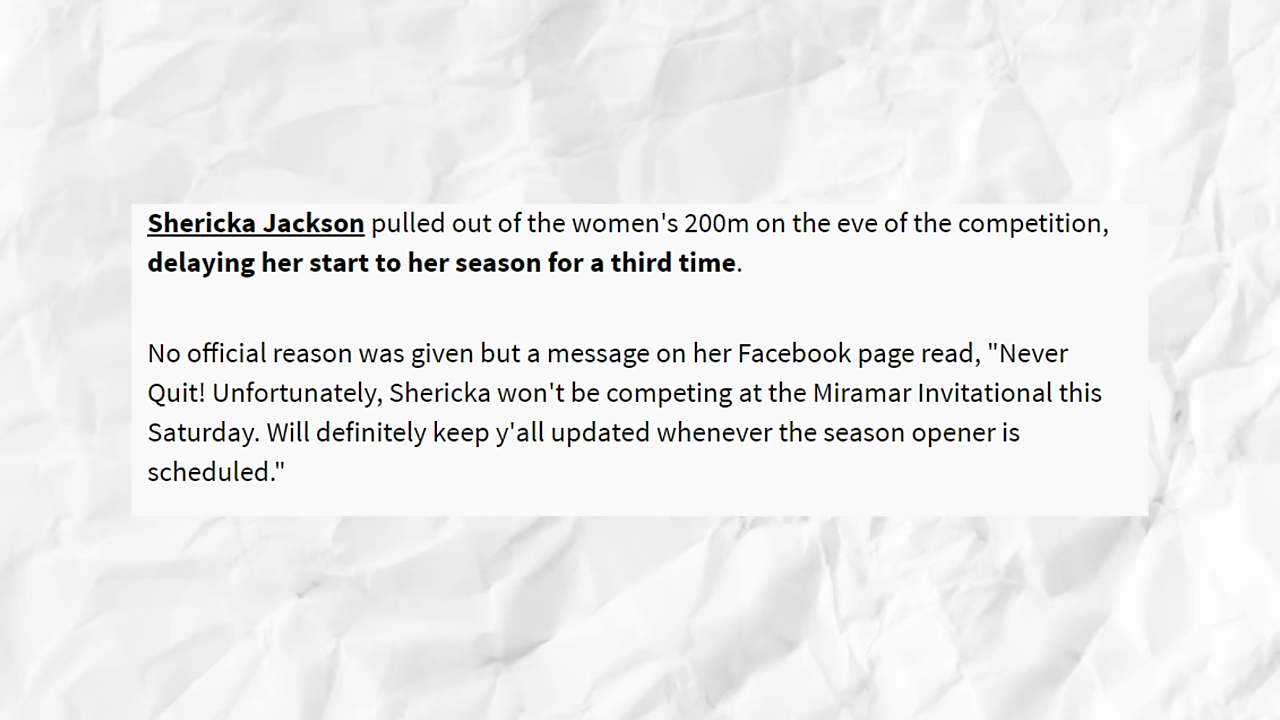 Shericka Jackson pulled out of the women's 200m on the eve of the competition,
delaying her start to her season for a third time.
No official reason was given but a message on her Facebook page read, "Never
Quit! Unfortunately, Shericka won't be competing at the Miramar Invitational this
Saturday. Will definitely keep y'all updated whenever the season opener is
scheduled."